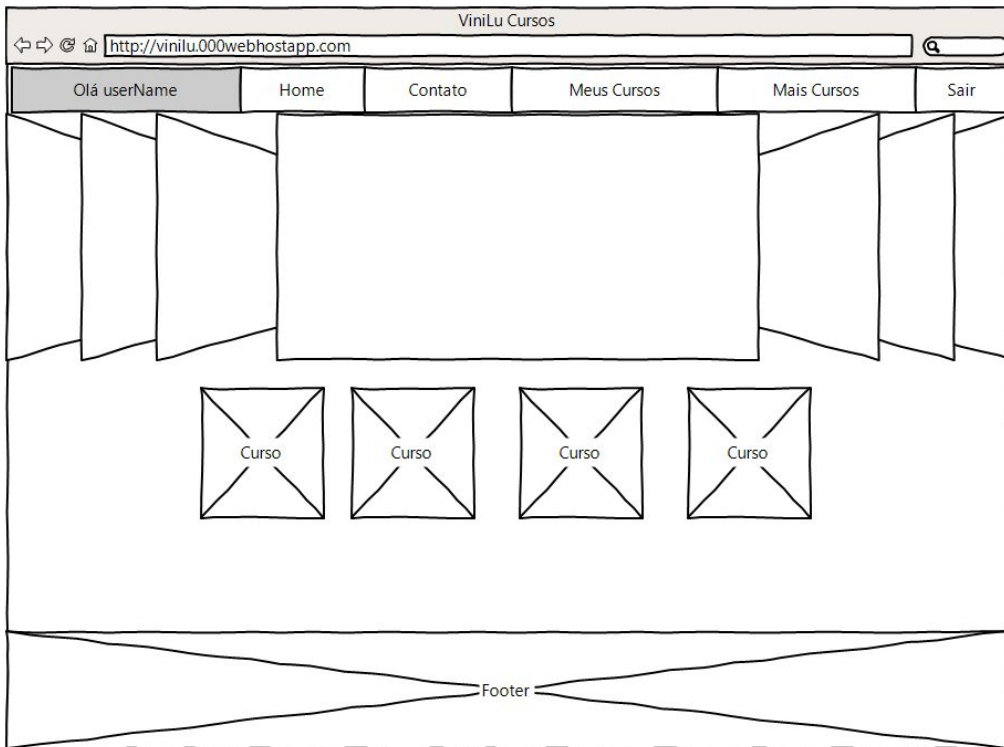 ViniLu Cursos
http://vinilu.000webhostapp.com
Olá userName Home Contato Meus Cursos Mais Cursos Sair
Curso Curso Curso Curso
Footer